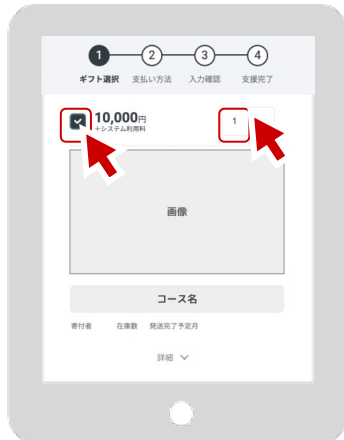 1 2 3 4
ギフト選択 支払い方法 入力確認 支援完了
10,000円 1
+システム利用料
画像
コース名
寄付者 在庫数 発送完了予定月
詳細